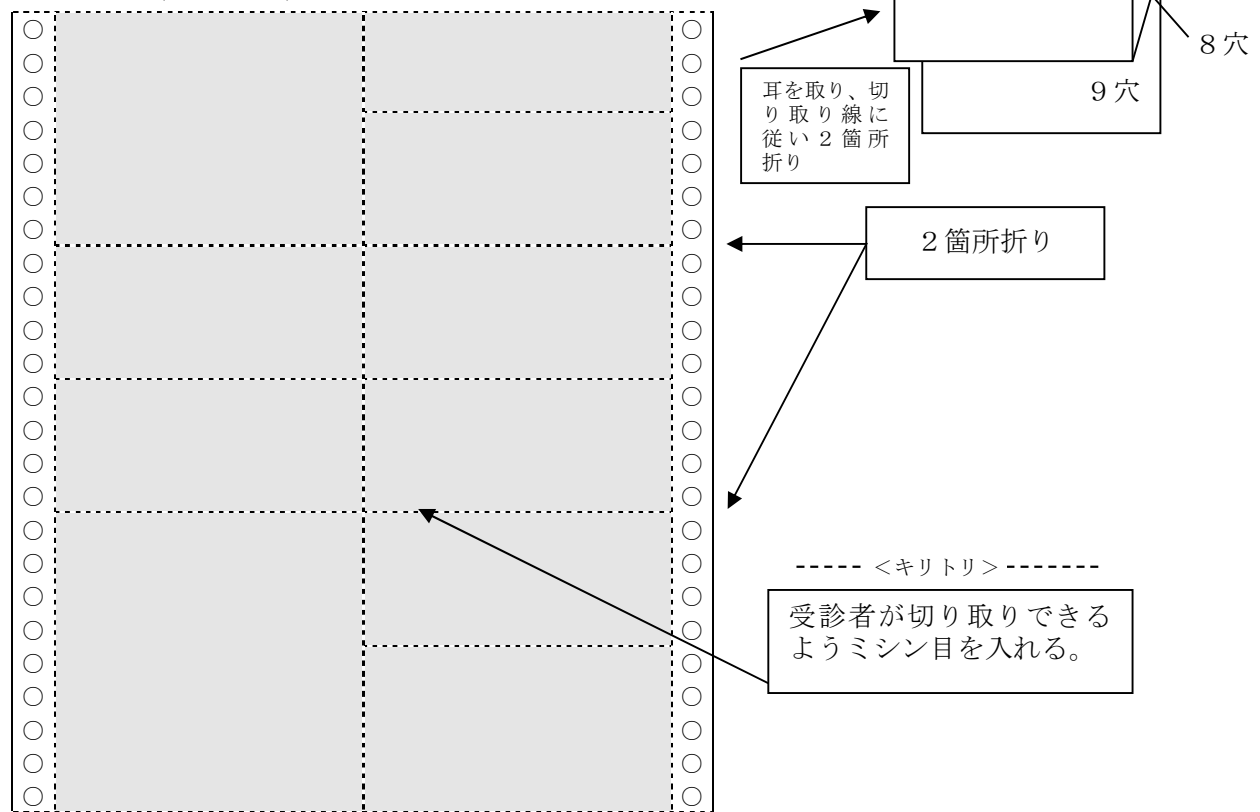 ８穴
９穴
耳を取り、切
り取り線に
従い２箇所
折り
２箇所折り
----- ＜キリトリ＞-------
受診者が切り取りできる
ようミシン目を入れる。